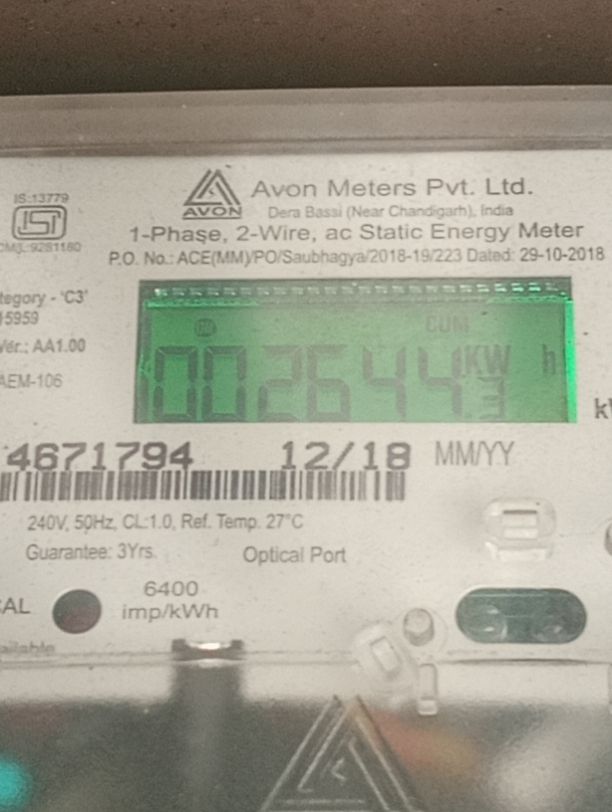 IS:13779
AVON
Avon Meters Pvt. Ltd.
Dera Bassi (Near Chandigarh), India
CM/L:9281160
1-Phase, 2-Wire, ac Static Energy Meter
P.O. No.: ACE(MM)/PO/Saubhagya/2018-19/223 Dated: 29-10-2018
tegory - 'C3'
15959
Ver.: AA1.00
AEM-106
CUM
002644.3 KW h
4671794 12/18 MM/YY
240V, 50Hz, CL:1.0, Ref. Temp. 27°C
Guarantee: 3Yrs. Optical Port
CAL 6400
imp/kWh